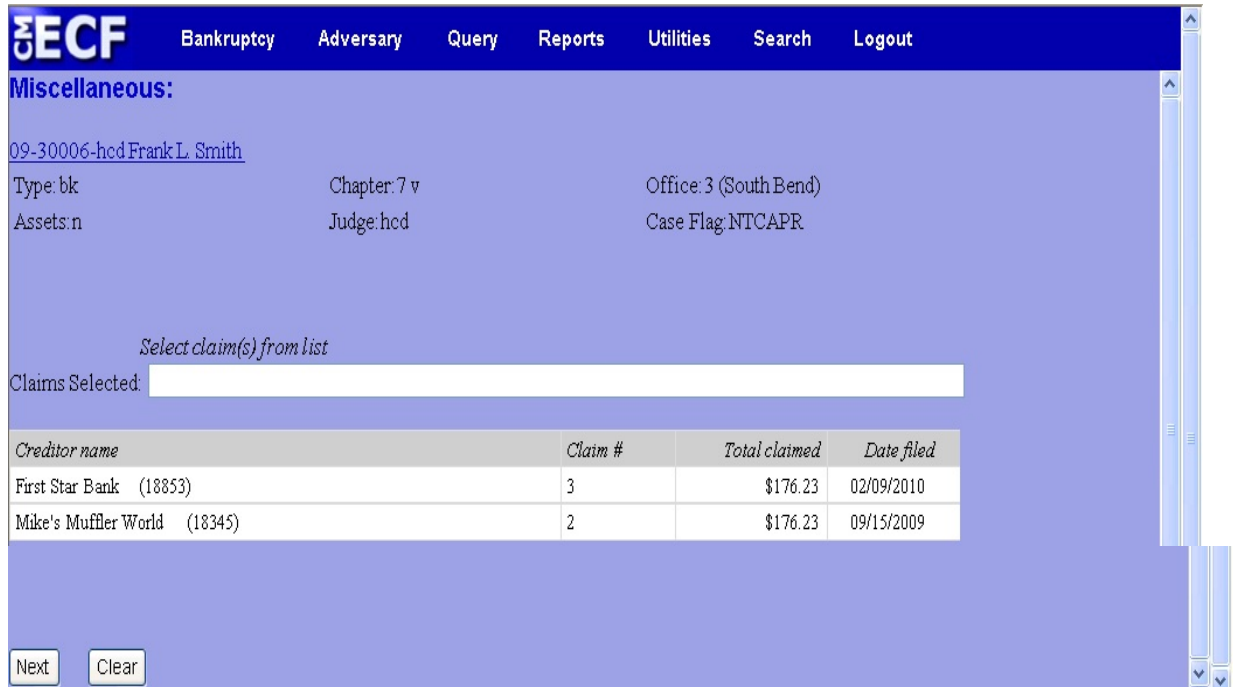 CM ECF Bankruptcy Adversary Query Reports Utilities Search Logout
Miscellaneous:
09-30006-hcd Frank L. Smith
Type: bk Chapter: 7 v Office: 3 (South Bend)
Assets: n Judge: hcd Case Flag: NTCAPR
Select claim(s) from list
Claims Selected:
Creditor name Claim # Total claimed Date filed
First Star Bank (18853) 3 $176.23 02/09/2010
Mike's Muffler World (18345) 2 $176.23 09/15/2009
Next Clear